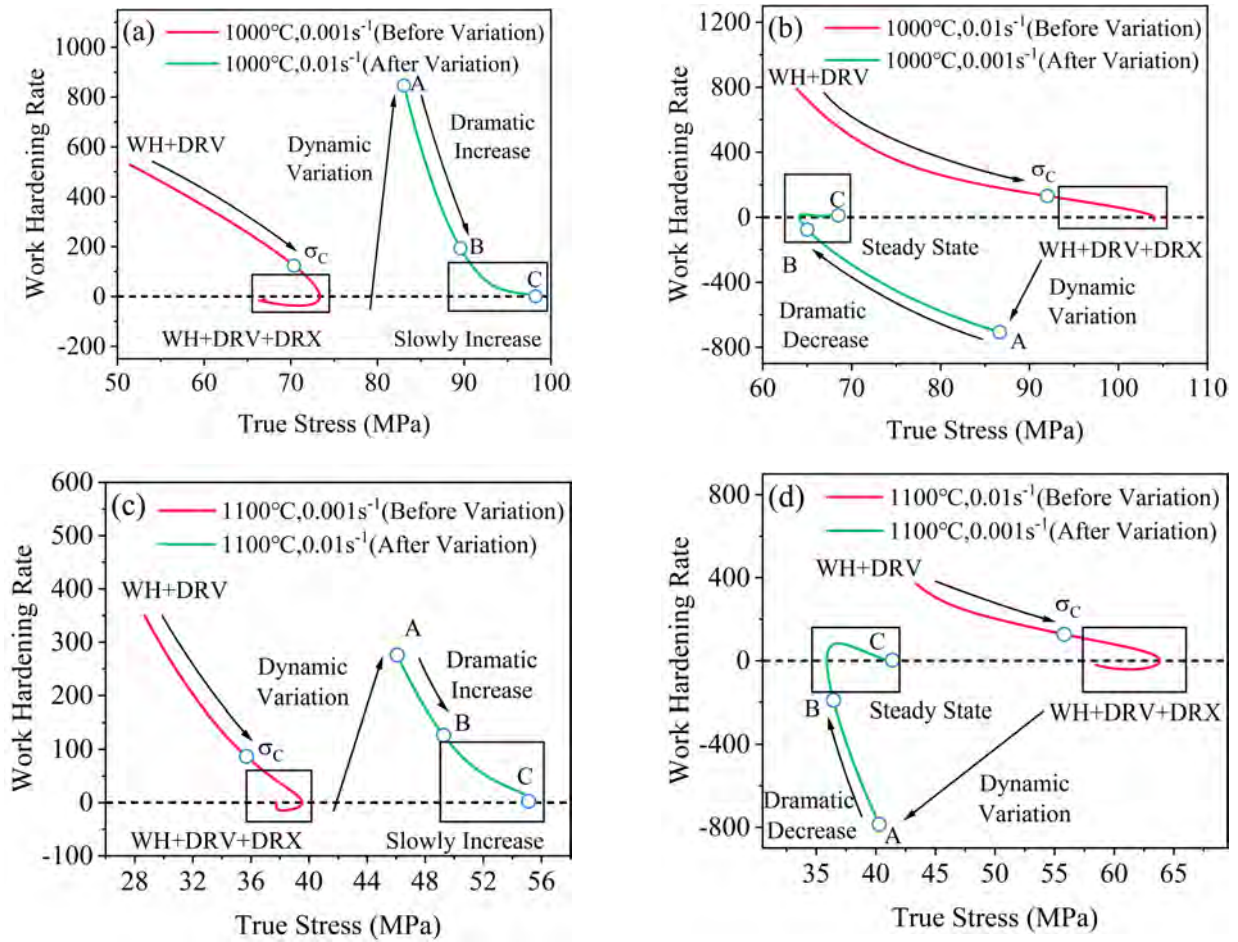 (a)
1000°C,0.001s⁻¹(Before Variation)
1000°C,0.01s⁻¹(After Variation)
1000
800
600
400
200
0
-200
Work Hardening Rate
WH+DRV
σC
WH+DRV+DRX
Dynamic
Variation
A
Dramatic
Increase
B
C
Slowly Increase
50
60
70
80
90
100
True Stress (MPa)
(b)
1000°C,0.01s⁻¹(Before Variation)
1000°C,0.001s⁻¹(After Variation)
1200
800
400
0
-400
-800
Work Hardening Rate
WH+DRV
σC
C
Steady State
WH+DRV+DRX
B
Dynamic
Variation
Dramatic
Decrease
A
60
70
80
90
100
110
True Stress (MPa)
(c)
1100°C,0.001s⁻¹(Before Variation)
1100°C,0.01s⁻¹(After Variation)
600
500
400
300
200
100
0
-100
Work Hardening Rate
WH+DRV
σC
WH+DRV+DRX
Dynamic
Variation
A
Dramatic
Increase
B
C
Slowly Increase
28
32
36
40
44
48
52
56
True Stress (MPa)
(d)
1100°C,0.01s⁻¹(Before Variation)
1100°C,0.001s⁻¹(After Variation)
800
400
0
-400
-800
Work Hardening Rate
WH+DRV
σC
C
B
Steady State
WH+DRV+DRX
Dramatic
Decrease
A
Dynamic
Variation
35
40
45
50
55
60
65
True Stress (MPa)